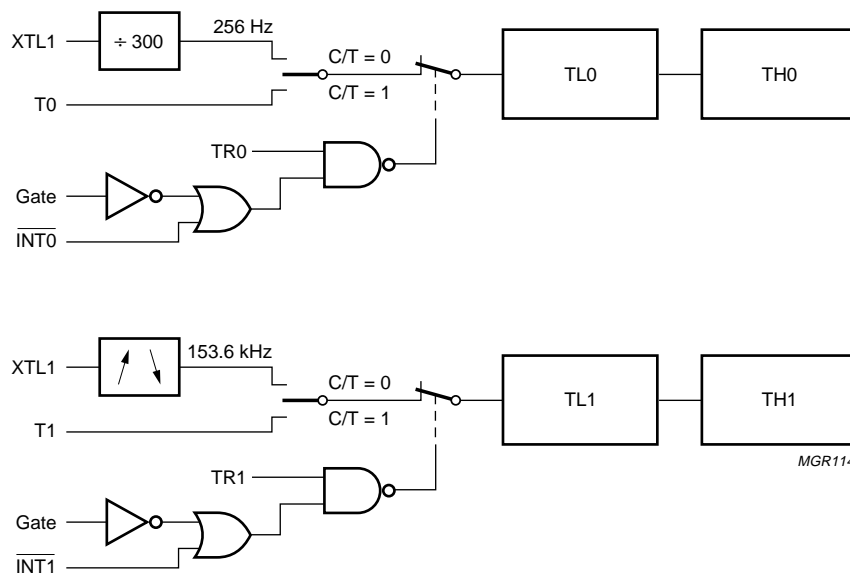 XTL1
÷ 300
256 Hz
C/T = 0
TL0
TH0
T0
C/T = 1
TR0
Gate
INT0
XTL1
153.6 kHz
C/T = 0
TL1
TH1
T1
C/T = 1
MGR114
TR1
Gate
INT1